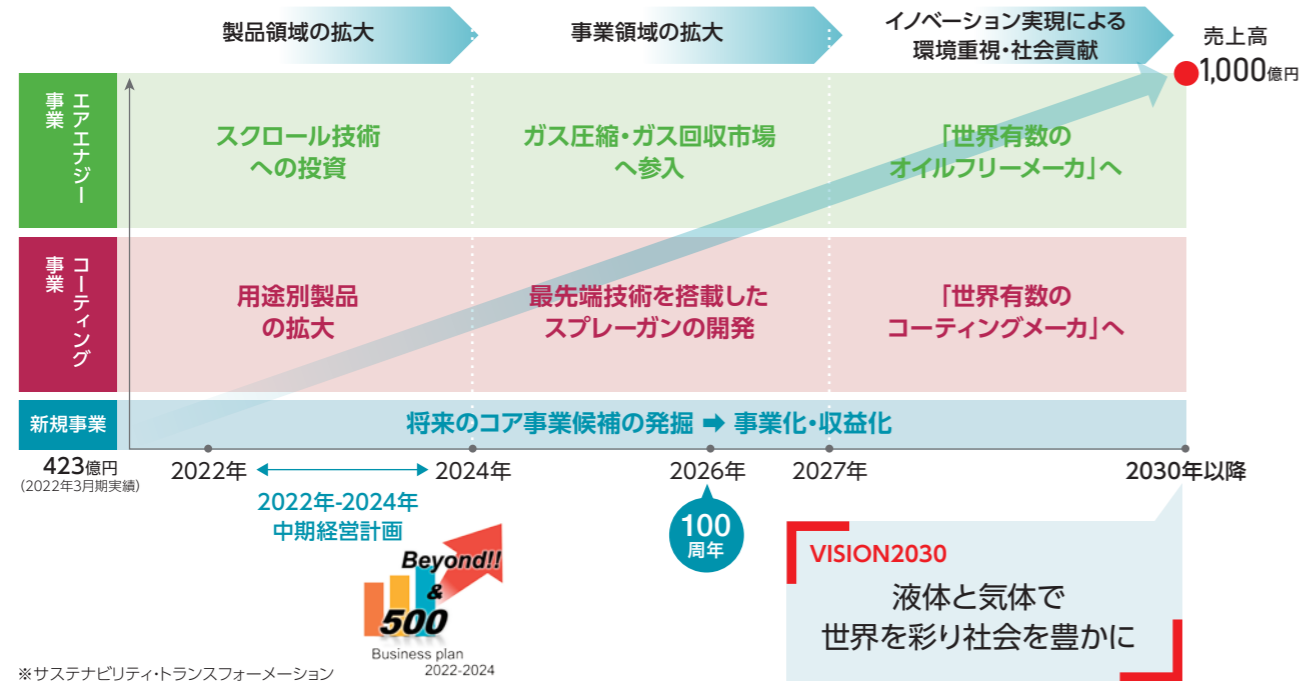 製品領域の拡大
事業領域の拡大
イノベーション実現による
環境重視・社会貢献
売上高
1,000億円
エアエナジー
事業
スクロール技術
への投資
ガス圧縮・ガス回収市場
へ参入
「世界有数の
オイルフリーメーカ」へ
コーティング
事業
用途別製品
の拡大
最先端技術を搭載した
スプレーガンの開発
「世界有数の
コーティングメーカ」へ
新規事業
将来のコア事業候補の発掘 ➡ 事業化・収益化
423億円
(2022年3月期実績)
2022年
2024年
2026年
2027年
2030年以降
2022年-2024年
中期経営計画
100
周年
Beyond!!
&
500
Business plan
2022-2024
VISION2030
液体と気体で
世界を彩り社会を豊かに
※サステナビリティ・トランスフォーメーション